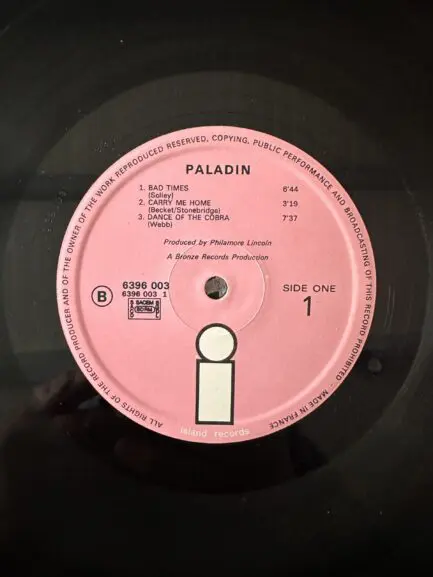 ALL RIGHTS OF THE RECORD PRODUCER AND OF THE OWNER OF THE WORK REPRODUCED RESERVED. COPYING, PUBLIC PERFORMANCE AND BROADCASTING OF THIS RECORD PROHIBITED - MADE IN FRANCE
PALADIN
1. BAD TIMES 6'44
(Solley)
2. CARRY ME HOME 3'19
(Becket/Stonebridge)
3. DANCE OF THE COBRA 7'37
(Webb)
Produced by Philamore Lincoln
A Bronze Records Production
B
6396 003
6396 003 1
SACEM
SIDE ONE
1
i
island records